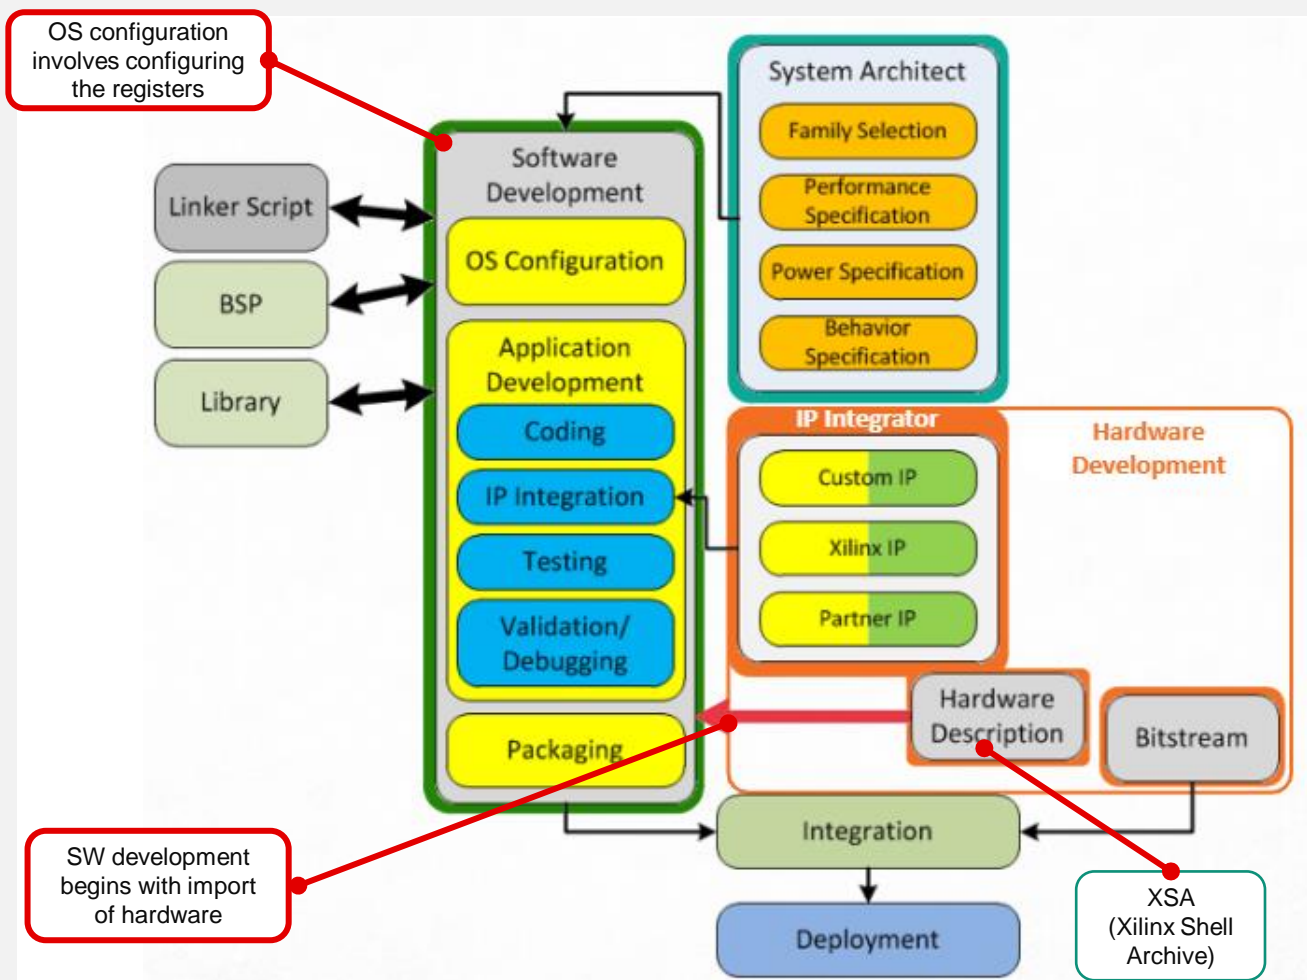 OS configuration
involves configuring
the registers
System Architect
Family Selection
Performance
Specification
Power Specification
Behavior
Specification
Software
Development
Linker Script
OS Configuration
BSP
Application
Development
Library
Coding
IP Integration
Testing
Validation/
Debugging
Packaging
IP Integrator
Hardware
Development
Custom IP
Xilinx IP
Partner IP
Hardware
Description
Bitstream
Integration
SW development
begins with import
of hardware
XSA
(Xilinx Shell
Archive)
Deployment